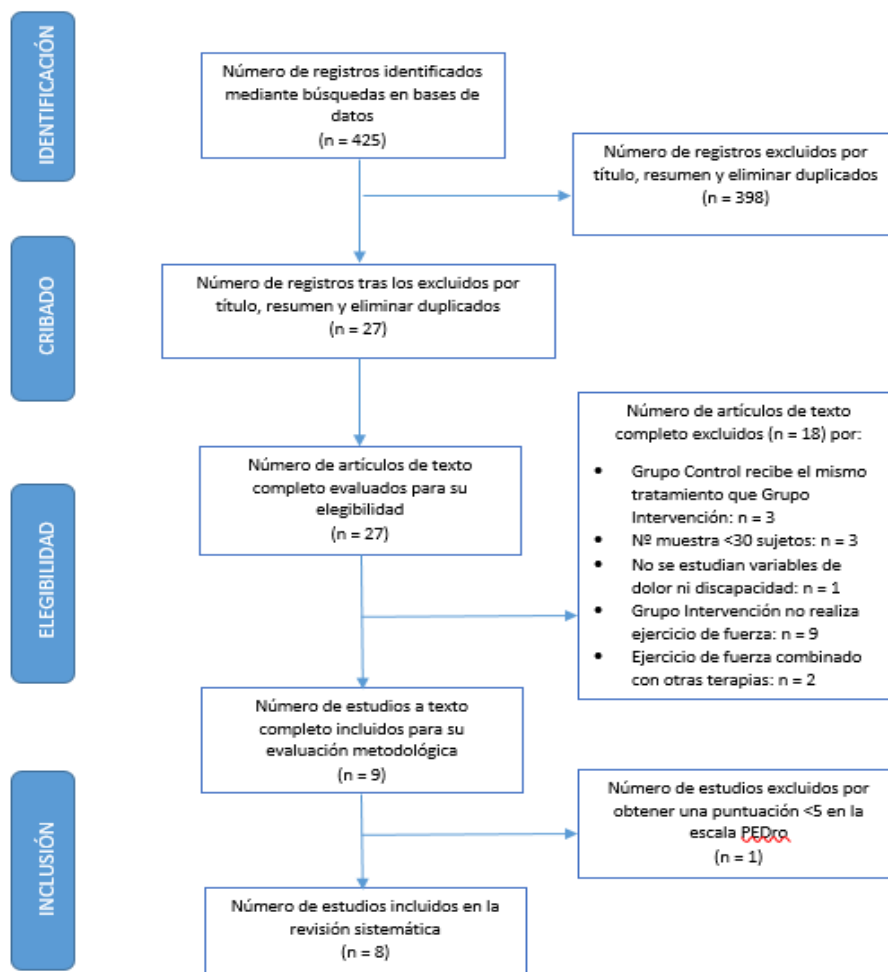 IDENTIFICACIÓN
Número de registros identificados
mediante búsquedas en bases de
datos
(n = 425)
Número de registros excluidos por
título, resumen y eliminar duplicados
(n = 398)
CRIBADO
Número de registros tras los excluidos por
título, resumen y eliminar duplicados
(n = 27)
ELEGIBILIDAD
Número de artículos de texto
completo evaluados para su
elegibilidad
(n = 27)
Número de artículos de texto
completo excluidos (n = 18) por:
• Grupo Control recibe el mismo
tratamiento que Grupo
Intervención: n = 3
• Nº muestra <30 sujetos: n = 3
• No se estudian variables de
dolor ni discapacidad: n = 1
• Grupo Intervención no realiza
ejercicio de fuerza: n = 9
• Ejercicio de fuerza combinado
con otras terapias: n = 2
Número de estudios a texto
completo incluidos para su
evaluación metodológica
(n = 9)
INCLUSIÓN
Número de estudios excluidos por
obtener una puntuación <5 en la
escala PEDro
(n = 1)
Número de estudios incluidos en la
revisión sistemática
(n = 8)